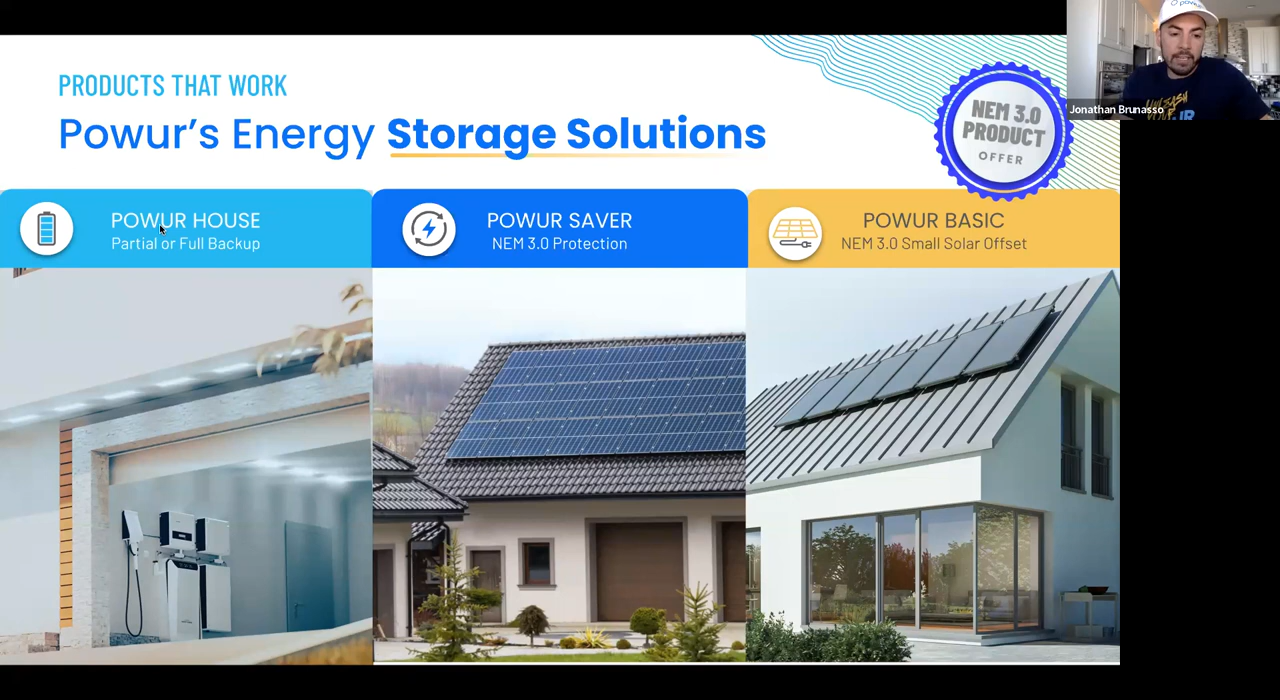 PRODUCTS THAT WORK
Powur's Energy Storage Solutions
NEM 3.0
PRODUCT
OFFER
Jonathan Brunasso
POWUR HOUSE
Partial or Full Backup
POWUR SAVER
NEM 3.0 Protection
POWUR BASIC
NEM 3.0 Small Solar Offset